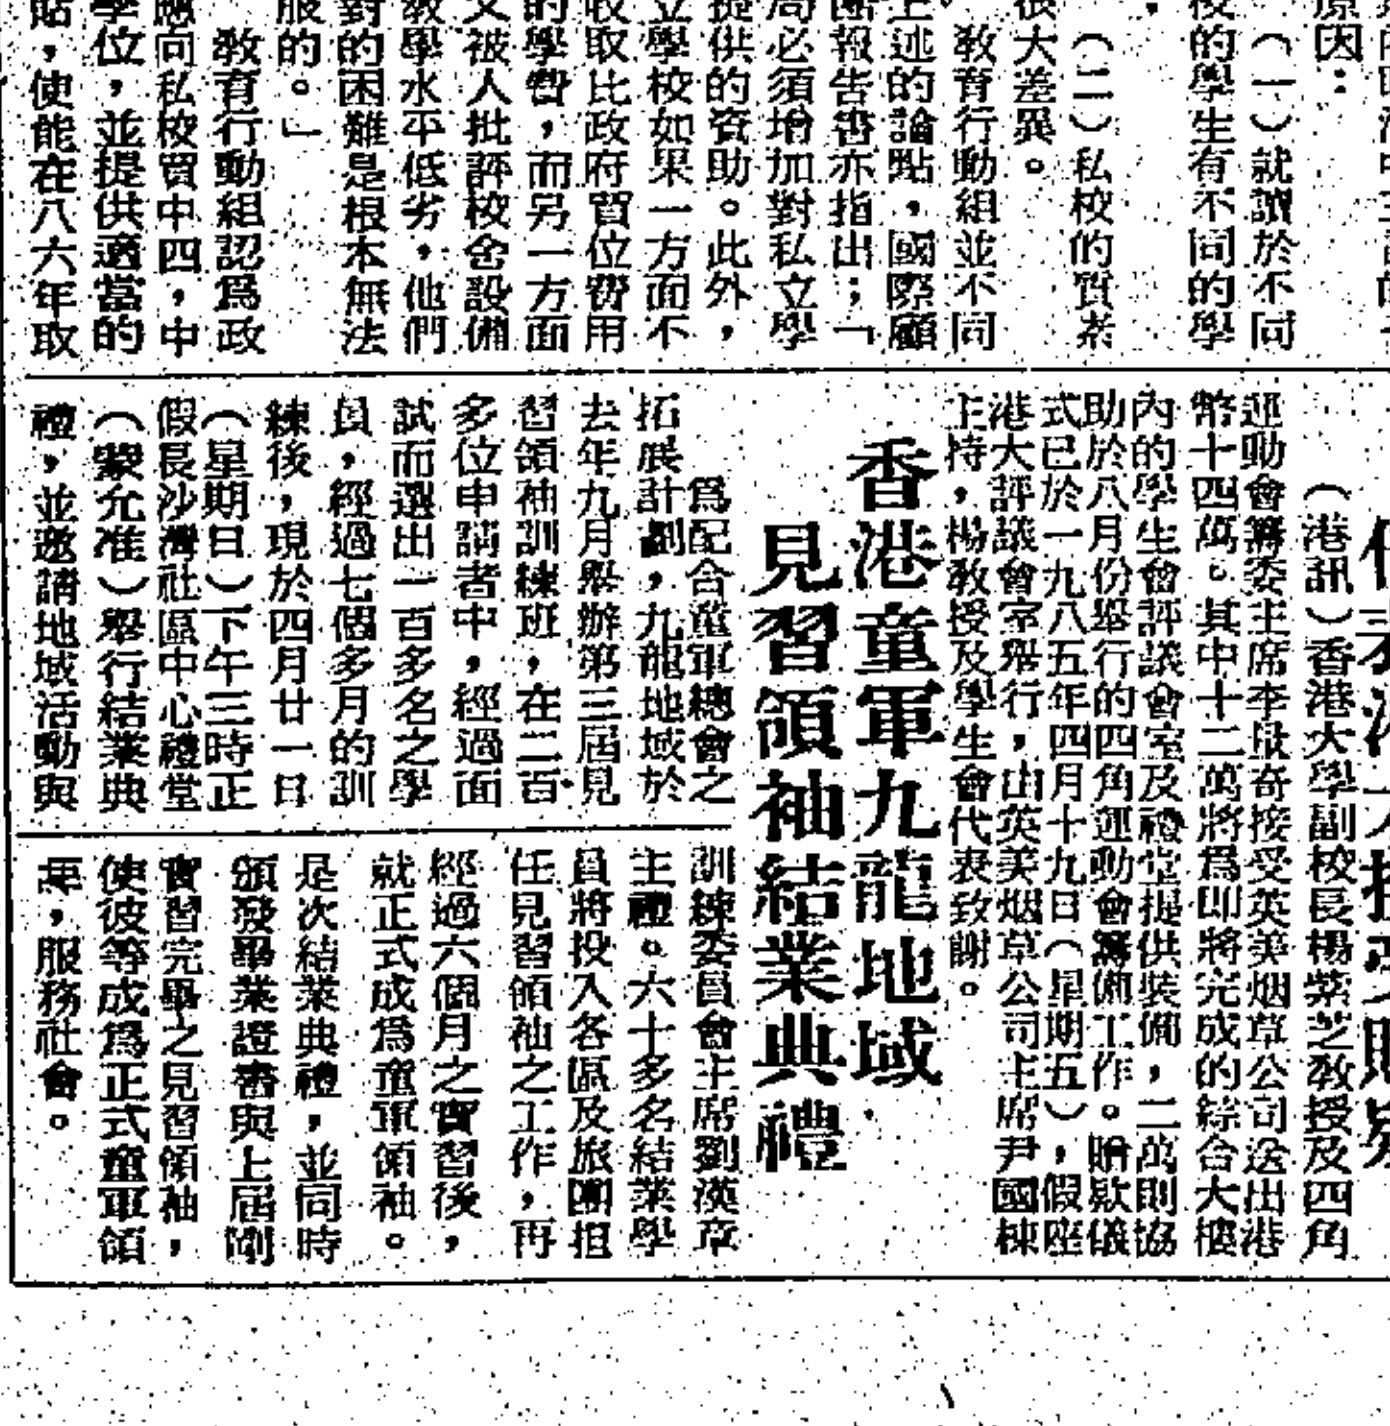 原因：
（一）就讀於不同
校的學生有不同的學
（二）私校的質素
很大差異。
教育行動組並不同
上述的論點，國際顧
團報告書亦指出；「
局必須增加對私立學
提供的資助。此外，
立學校如果一方面不
收取比政府買位費用
的學費，而另一方面
又被人批評校舍設備
教學水平低劣，他們
對的困難是根本無法
服的。」
教育行動組認爲政
應向私校買中四，中
學位，並提供適當的
貼，使能在八六年取
（港訊）香港大學副校長楊紫芝教授及四角
運動會籌委主席李啟奇接受英美烟草公司送出港
幣十四萬。其中十二萬將爲即將完成的綜合大樓
內的學生會評議會室及禮堂提供裝備，二萬則協
助於八月份舉行的四角運動會籌備工作。贈欵儀
式已於一九八五年四月十九日（星期五），假座
港大評議會室舉行，由英美烟草公司主席尹國棟
主持，楊教授及學生會代表致謝。
香港童軍九龍地域
見習領袖結業典禮
爲配合童軍總會之
拓展計劃，九龍地域於
去年九月舉辦第三屆見
習領袖訓練班，在二百
多位申請者中，經過面
試而選出一百多名之學
員，經過七個多月的訓
練後，現於四月廿一日
（星期日）下午三時正
假長沙灣社區中心禮堂
（蒙允准）舉行結業典
禮，並邀請地域活動與
訓練委員會主席劉漢章
主禮。六十多名結業學
員將投入各區及旅團担
任見習領袖之工作，再
經過六個月之實習後，
就正式成爲童軍領袖。
是次結業典禮，並同時
頒發畢業證書與上屆剛
實習完畢之見習領袖，
使彼等成爲正式童軍領
，服務社會。